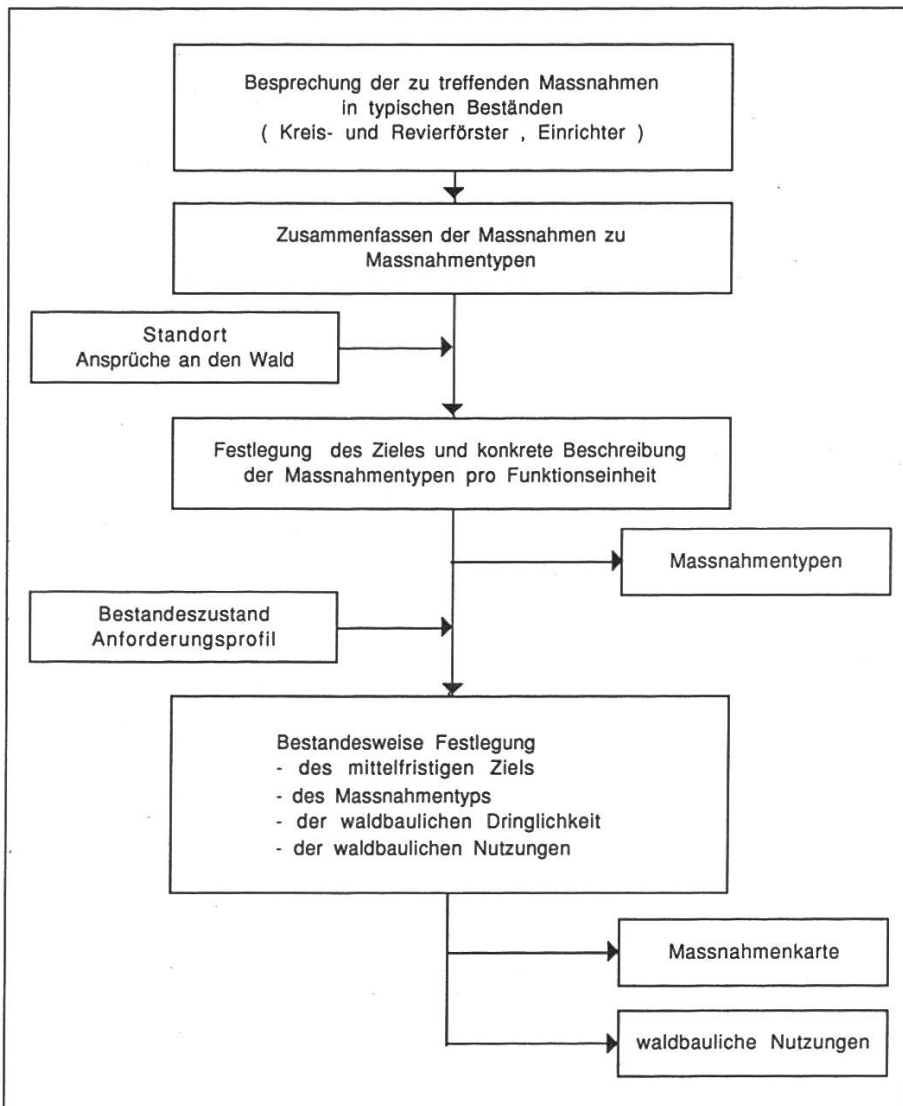 Besprechung der zu treffenden Massnahmen
in typischen Beständen
( Kreis- und Revierförster , Einrichter )
Zusammenfassen der Massnahmen zu
Massnahmentypen
Standort
Ansprüche an den Wald
Festlegung des Zieles und konkrete Beschreibung
der Massnahmentypen pro Funktionseinheit
Massnahmentypen
Bestandeszustand
Anforderungsprofil
Bestandesweise Festlegung
- des mittelfristigen Ziels
- des Massnahmentyps
- der waldbaulichen Dringlichkeit
- der waldbaulichen Nutzungen
Massnahmenkarte
waldbauliche Nutzungen